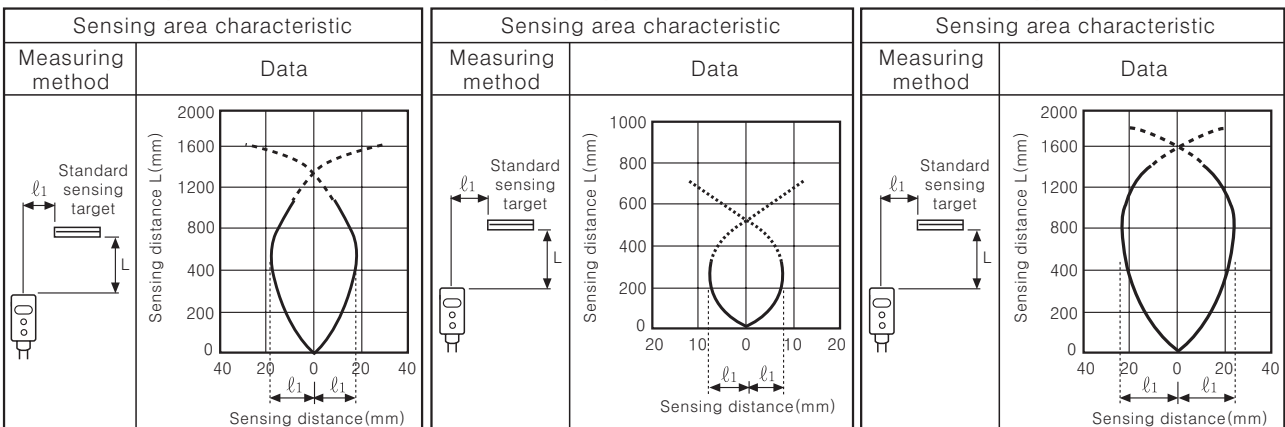 Sensing area characteristic
Measuring
method
Data
Standard
sensing
target
ℓ1
L
Sensing distance L(mm)
2000
1600
1200
800
400
200
0
40 20 0 20 40
ℓ1 ℓ1
Sensing distance(mm)
Sensing area characteristic
Measuring
method
Data
Standard
sensing
target
ℓ1
L
Sensing distance L(mm)
1000
800
600
400
200
0
20 10 0 10 20
ℓ1 ℓ1
Sensing distance(mm)
Sensing area characteristic
Measuring
method
Data
Standard
sensing
target
ℓ1
L
Sensing distance L(mm)
2000
1600
1200
800
400
200
0
40 20 0 20 40
ℓ1 ℓ1
Sensing distance(mm)